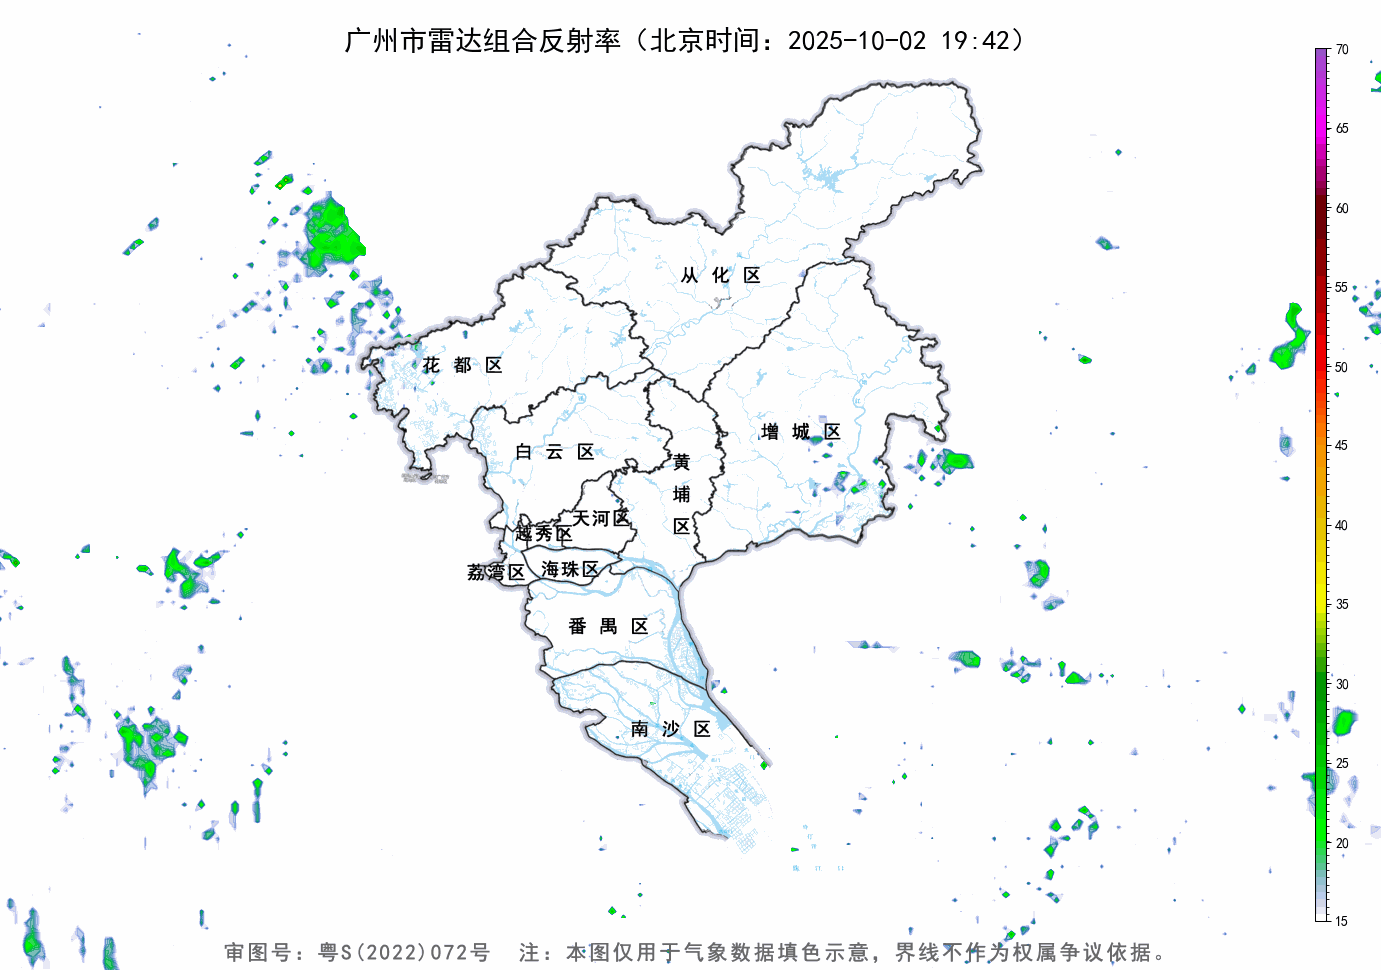 广州市雷达组合反射率（北京时间：2025-10-02 19:42）
70
65
60
55
50
45
40
35
30
25
20
15
从化区
花都区
增城区
白云区
黄埔区
天河区
越秀区
荔湾区
海珠区
番禺区
南沙区
审图号：粤S(2022)072号 注：本图仅用于气象数据填色示意，界线不作为权属争议依据。